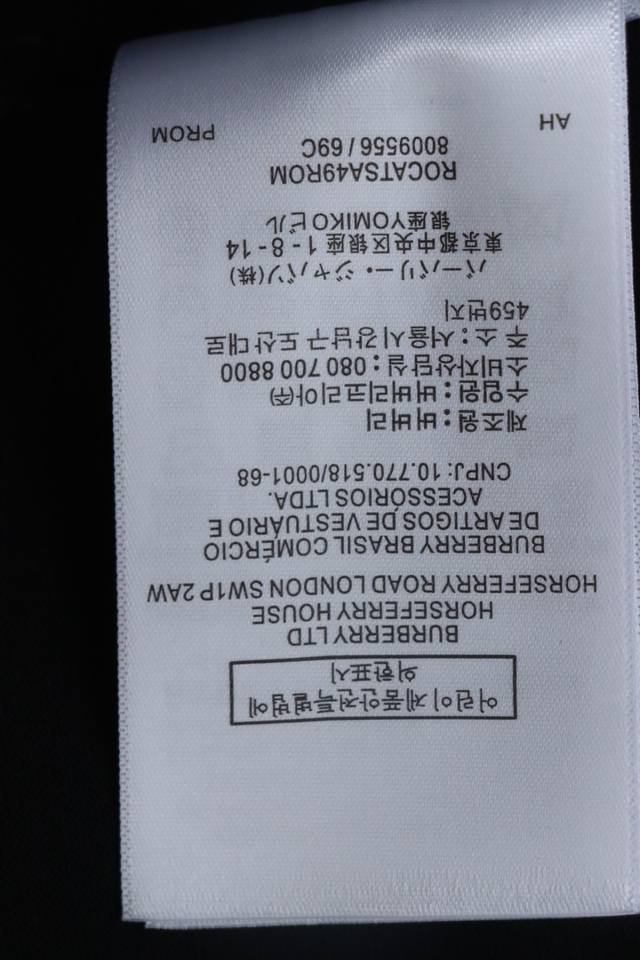 어린이제품안전특별법에
의한표시
BURBERRY LTD
HORSEFERRY HOUSE
HORSEFERRY ROAD LONDON SW1P 2AW
BURBERRY BRASIL COMÉRCIO
DE ARTIGOS DE VESTUÁRIO E
ACESSÓRIOS LTDA.
CNPJ: 10.770.518/0001-68
제조원:버버리
수입원:버버리코리아㈜
소비자상담실:080 700 8800
주 소:서울시 강남구 도산대로
459번지
バーバリー・ジャパン(株)
東京都中央区银座 1-8-14
银座YOMIKOビル
ROCATSA49ROM
8009556 / 69C
AH PROM